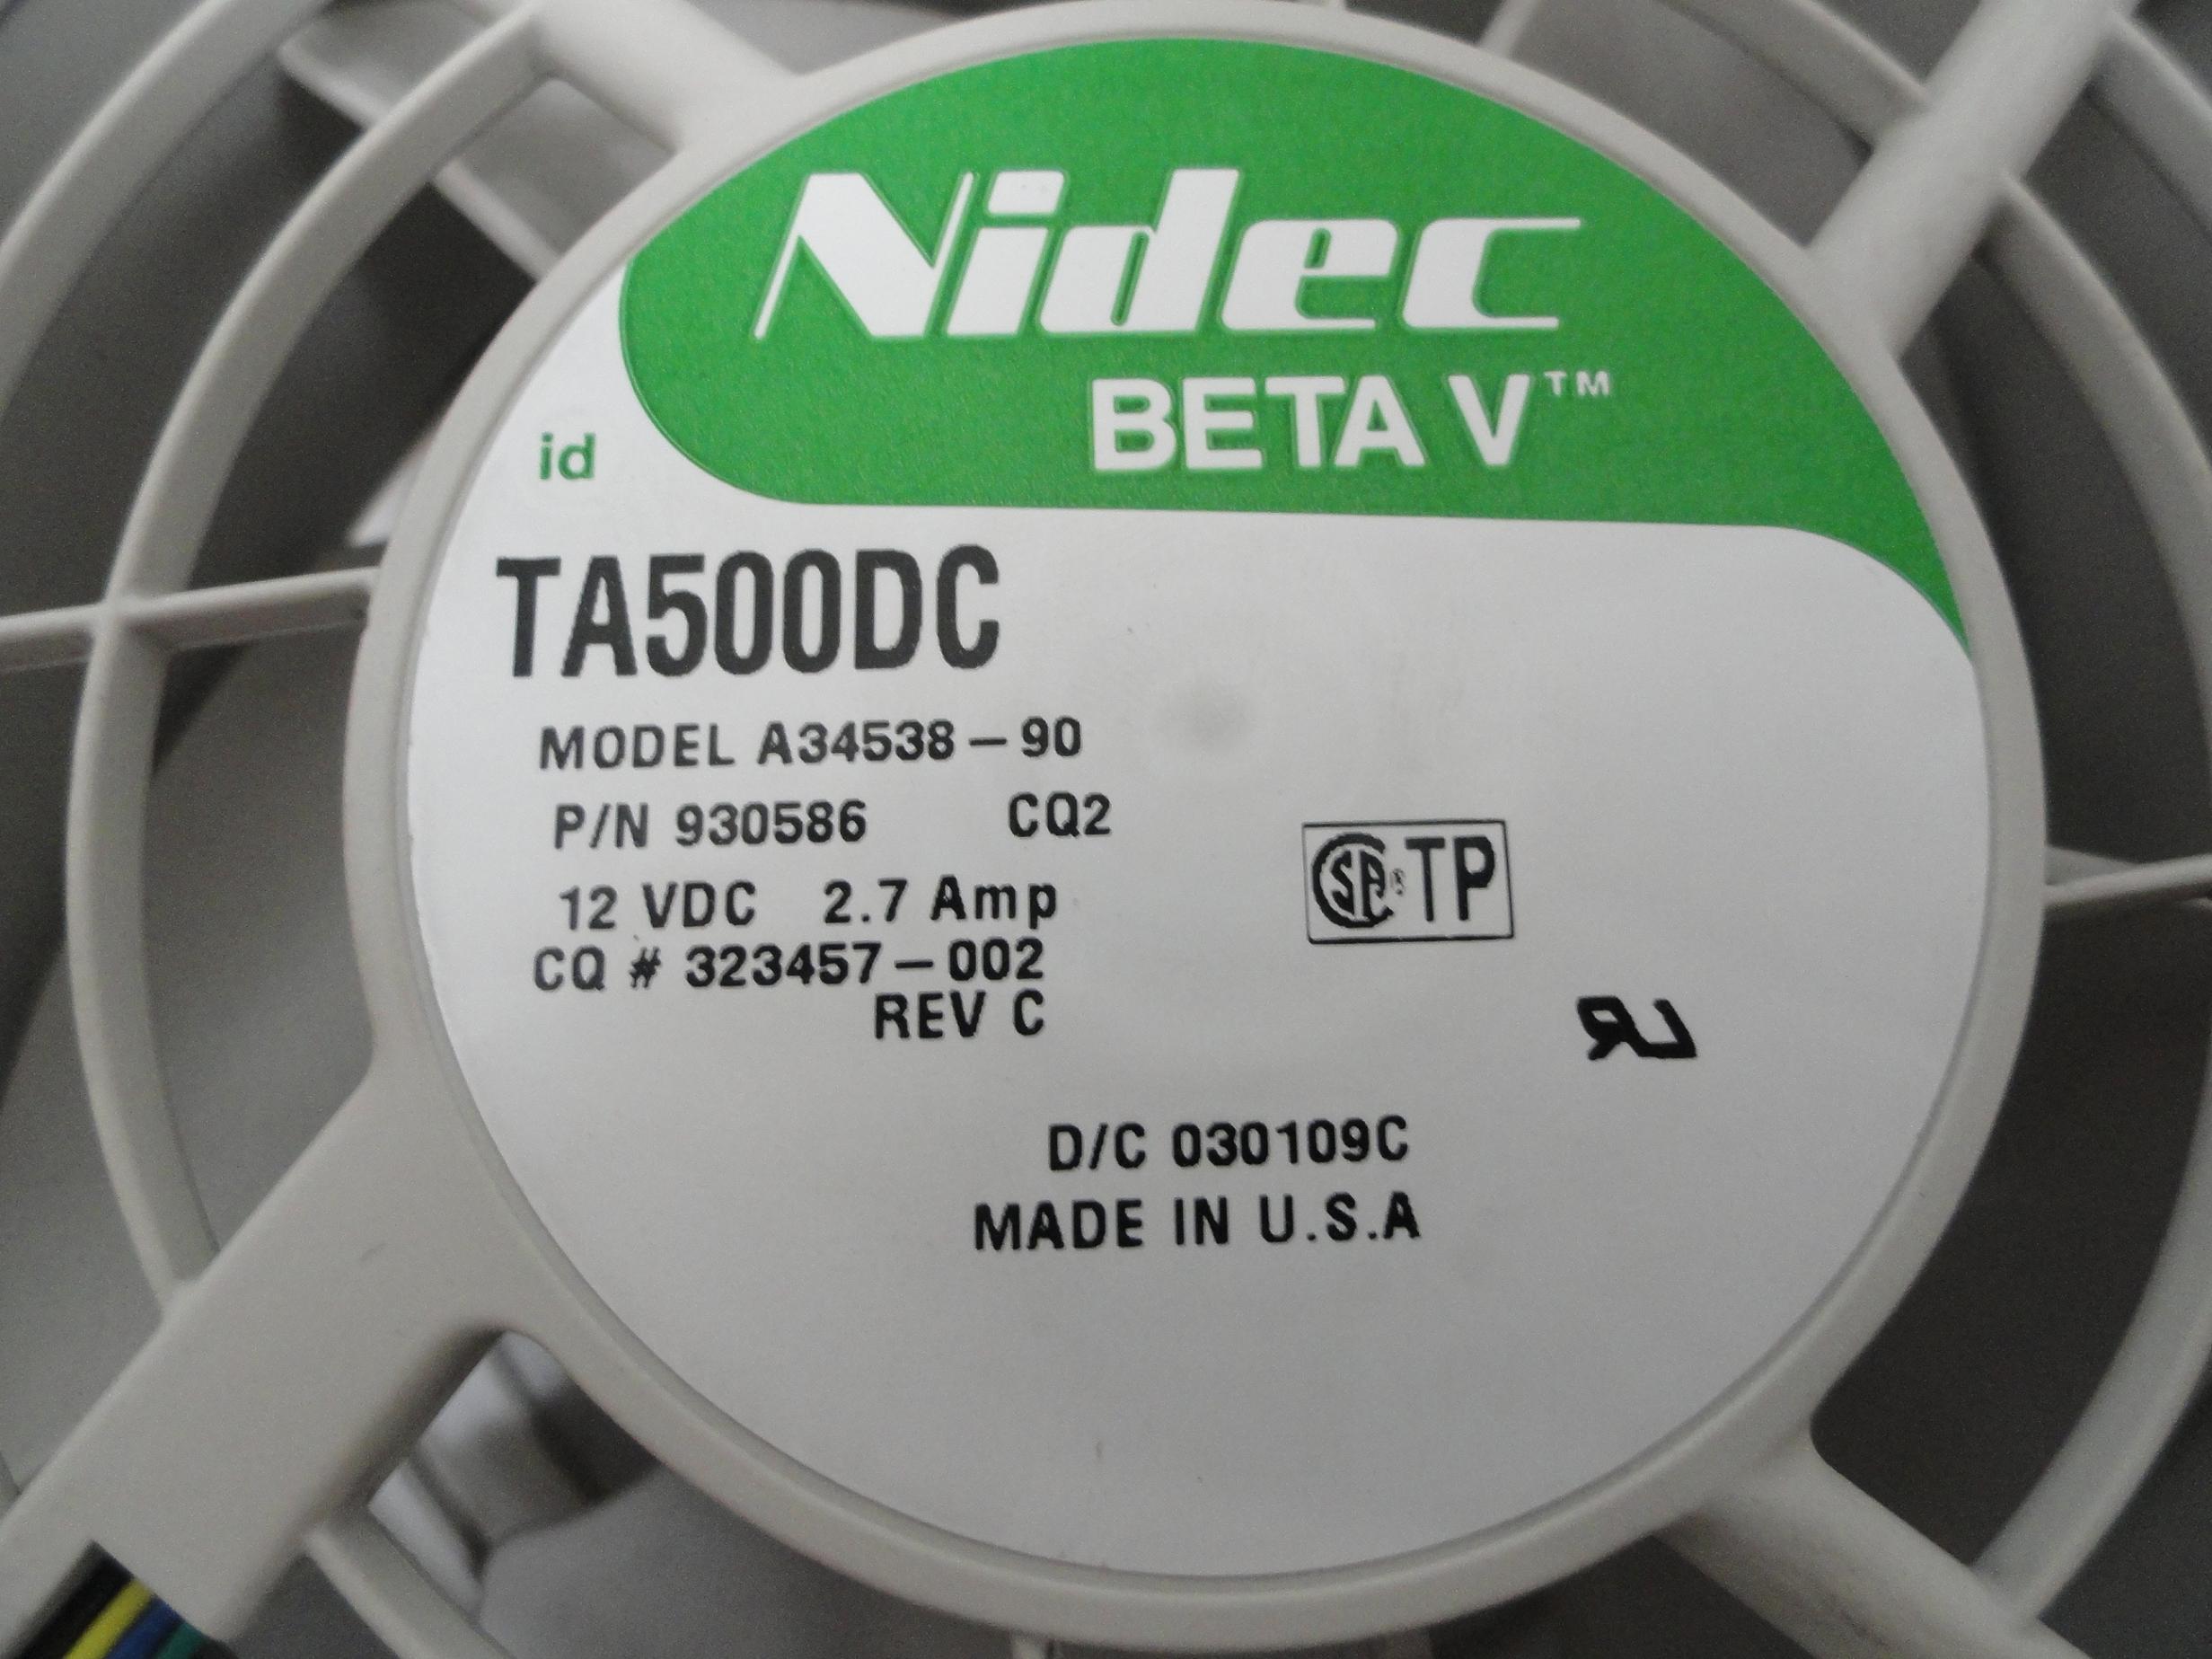 Nidec
BETA V™
id
TA500DC
MODEL A34538-90
P/N 930586 CQ2
12 VDC 2.7 Amp
CQ # 323457-002
REV C
SA® TP
RU
D/C 030109C
MADE IN U.S.A